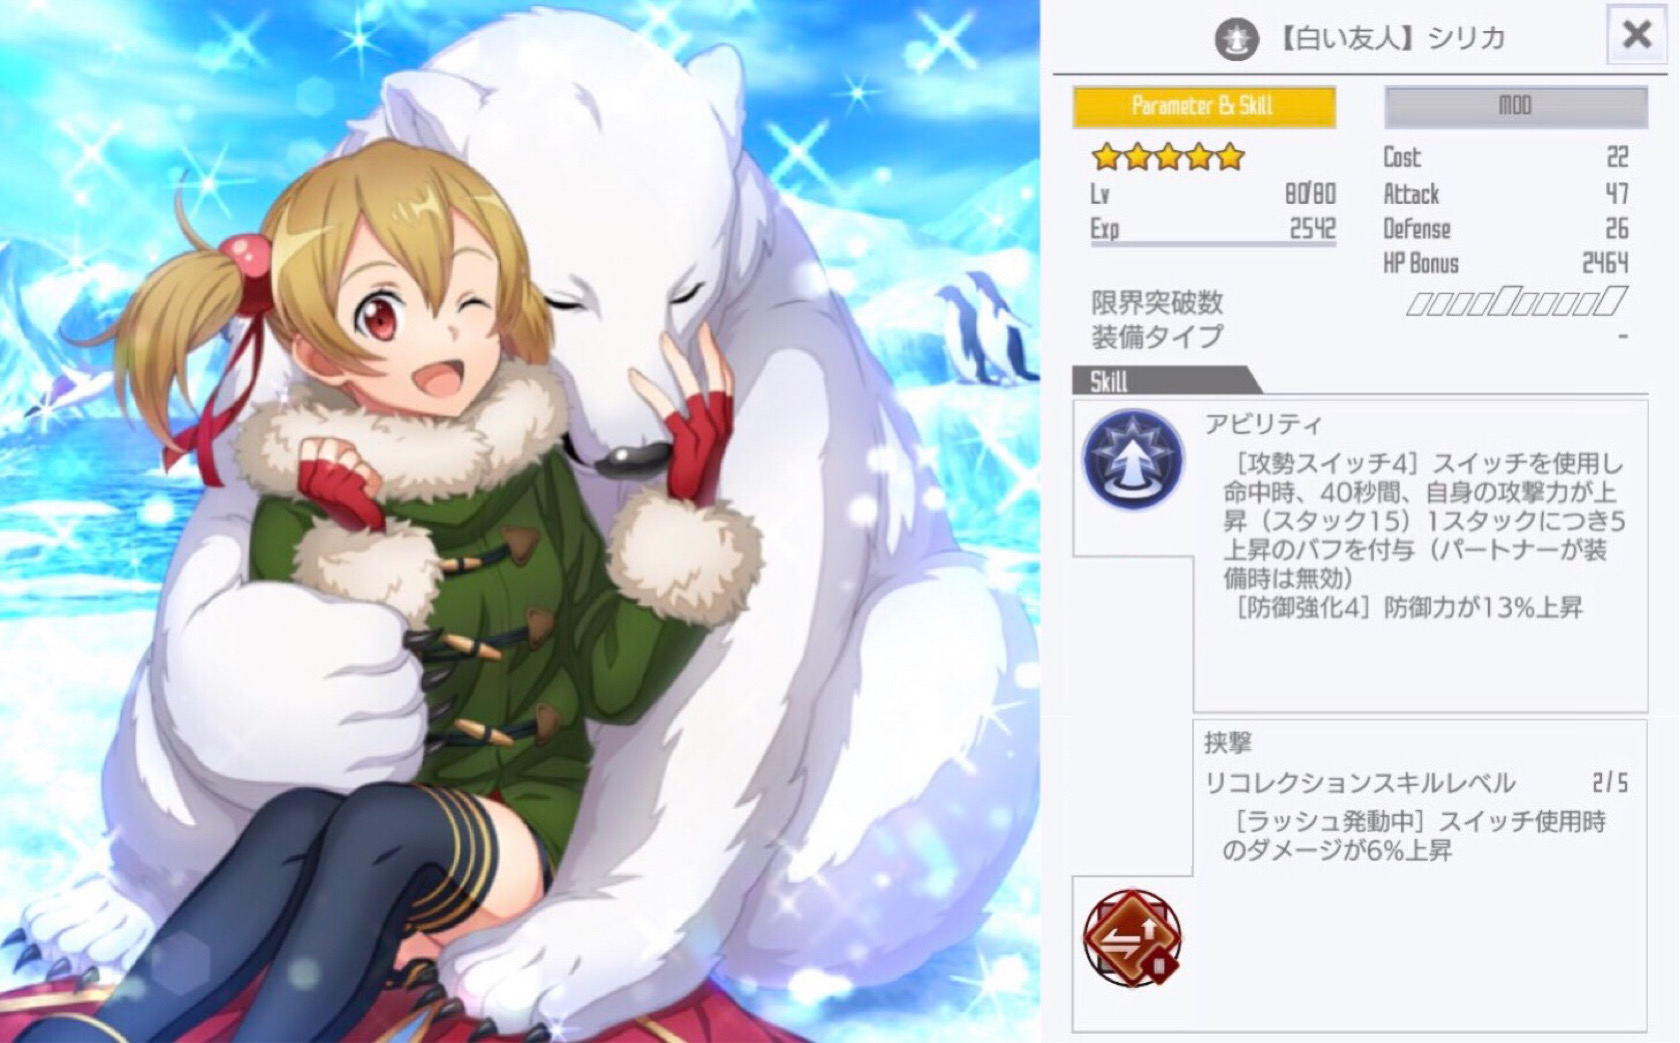 【白い友人】シリカ
Parameter & Skill
MOD
Lv 80/80
Exp 2542
Cost 22
Attack 47
Defense 26
HP Bonus 2464
限界突破数
装備タイプ -
Skill
アビリティ
［攻勢スイッチ4］スイッチを使用し
命中時、40秒間、自身の攻撃力が上
昇（スタック15）1スタックにつき5
上昇のバフを付与（パートナーが装
備時は無効）
［防御強化4］防御力が13%上昇
挟撃
リコレクションスキルレベル 2/5
［ラッシュ発動中］スイッチ使用時
のダメージが6%上昇